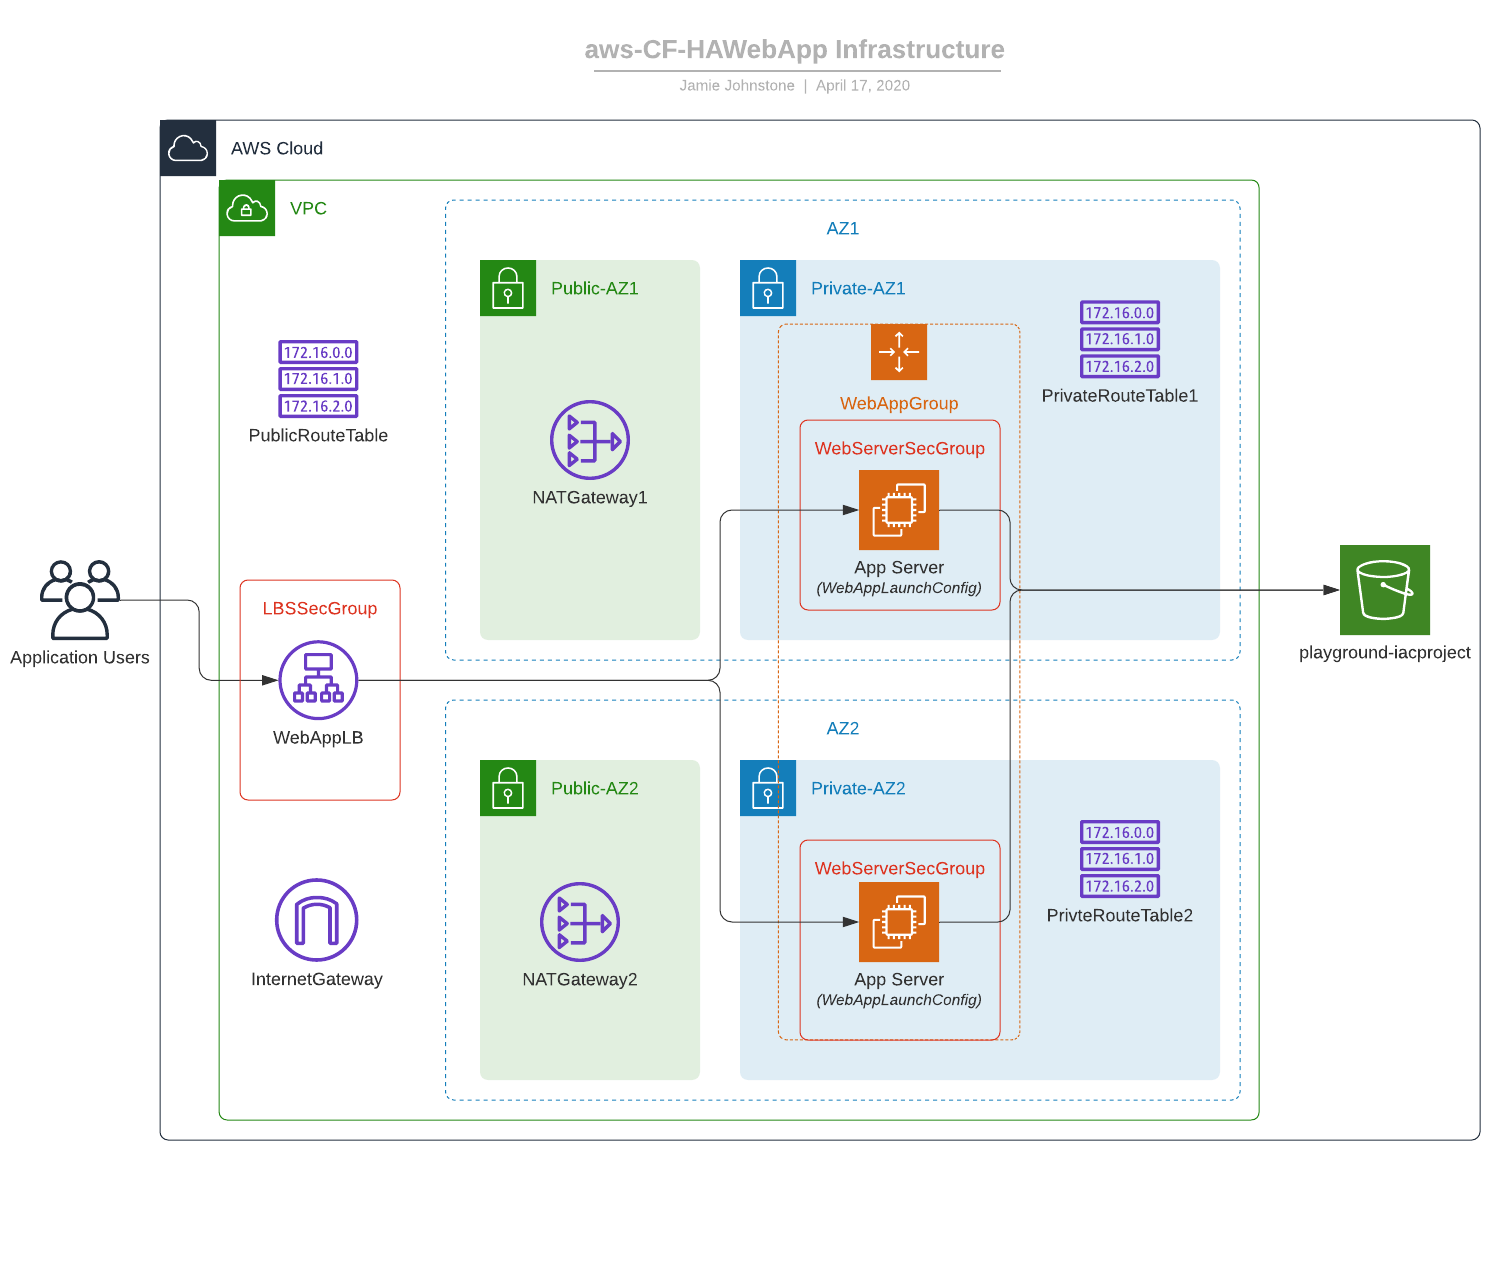 aws-CF-HAWebApp Infrastructure
Jamie Johnstone | April 17, 2020
AWS Cloud
VPC
AZ1
Public-AZ1
Private-AZ1
172.16.0.0
172.16.1.0
172.16.2.0
PrivateRouteTable1
172.16.0.0
172.16.1.0
172.16.2.0
PublicRouteTable
WebAppGroup
WebServerSecGroup
NATGateway1
App Server
(WebAppLaunchConfig)
Application Users
LBSSecGroup
WebAppLB
playground-iacproject
AZ2
Public-AZ2
Private-AZ2
172.16.0.0
172.16.1.0
172.16.2.0
PrivteRouteTable2
WebServerSecGroup
InternetGateway
NATGateway2
App Server
(WebAppLaunchConfig)